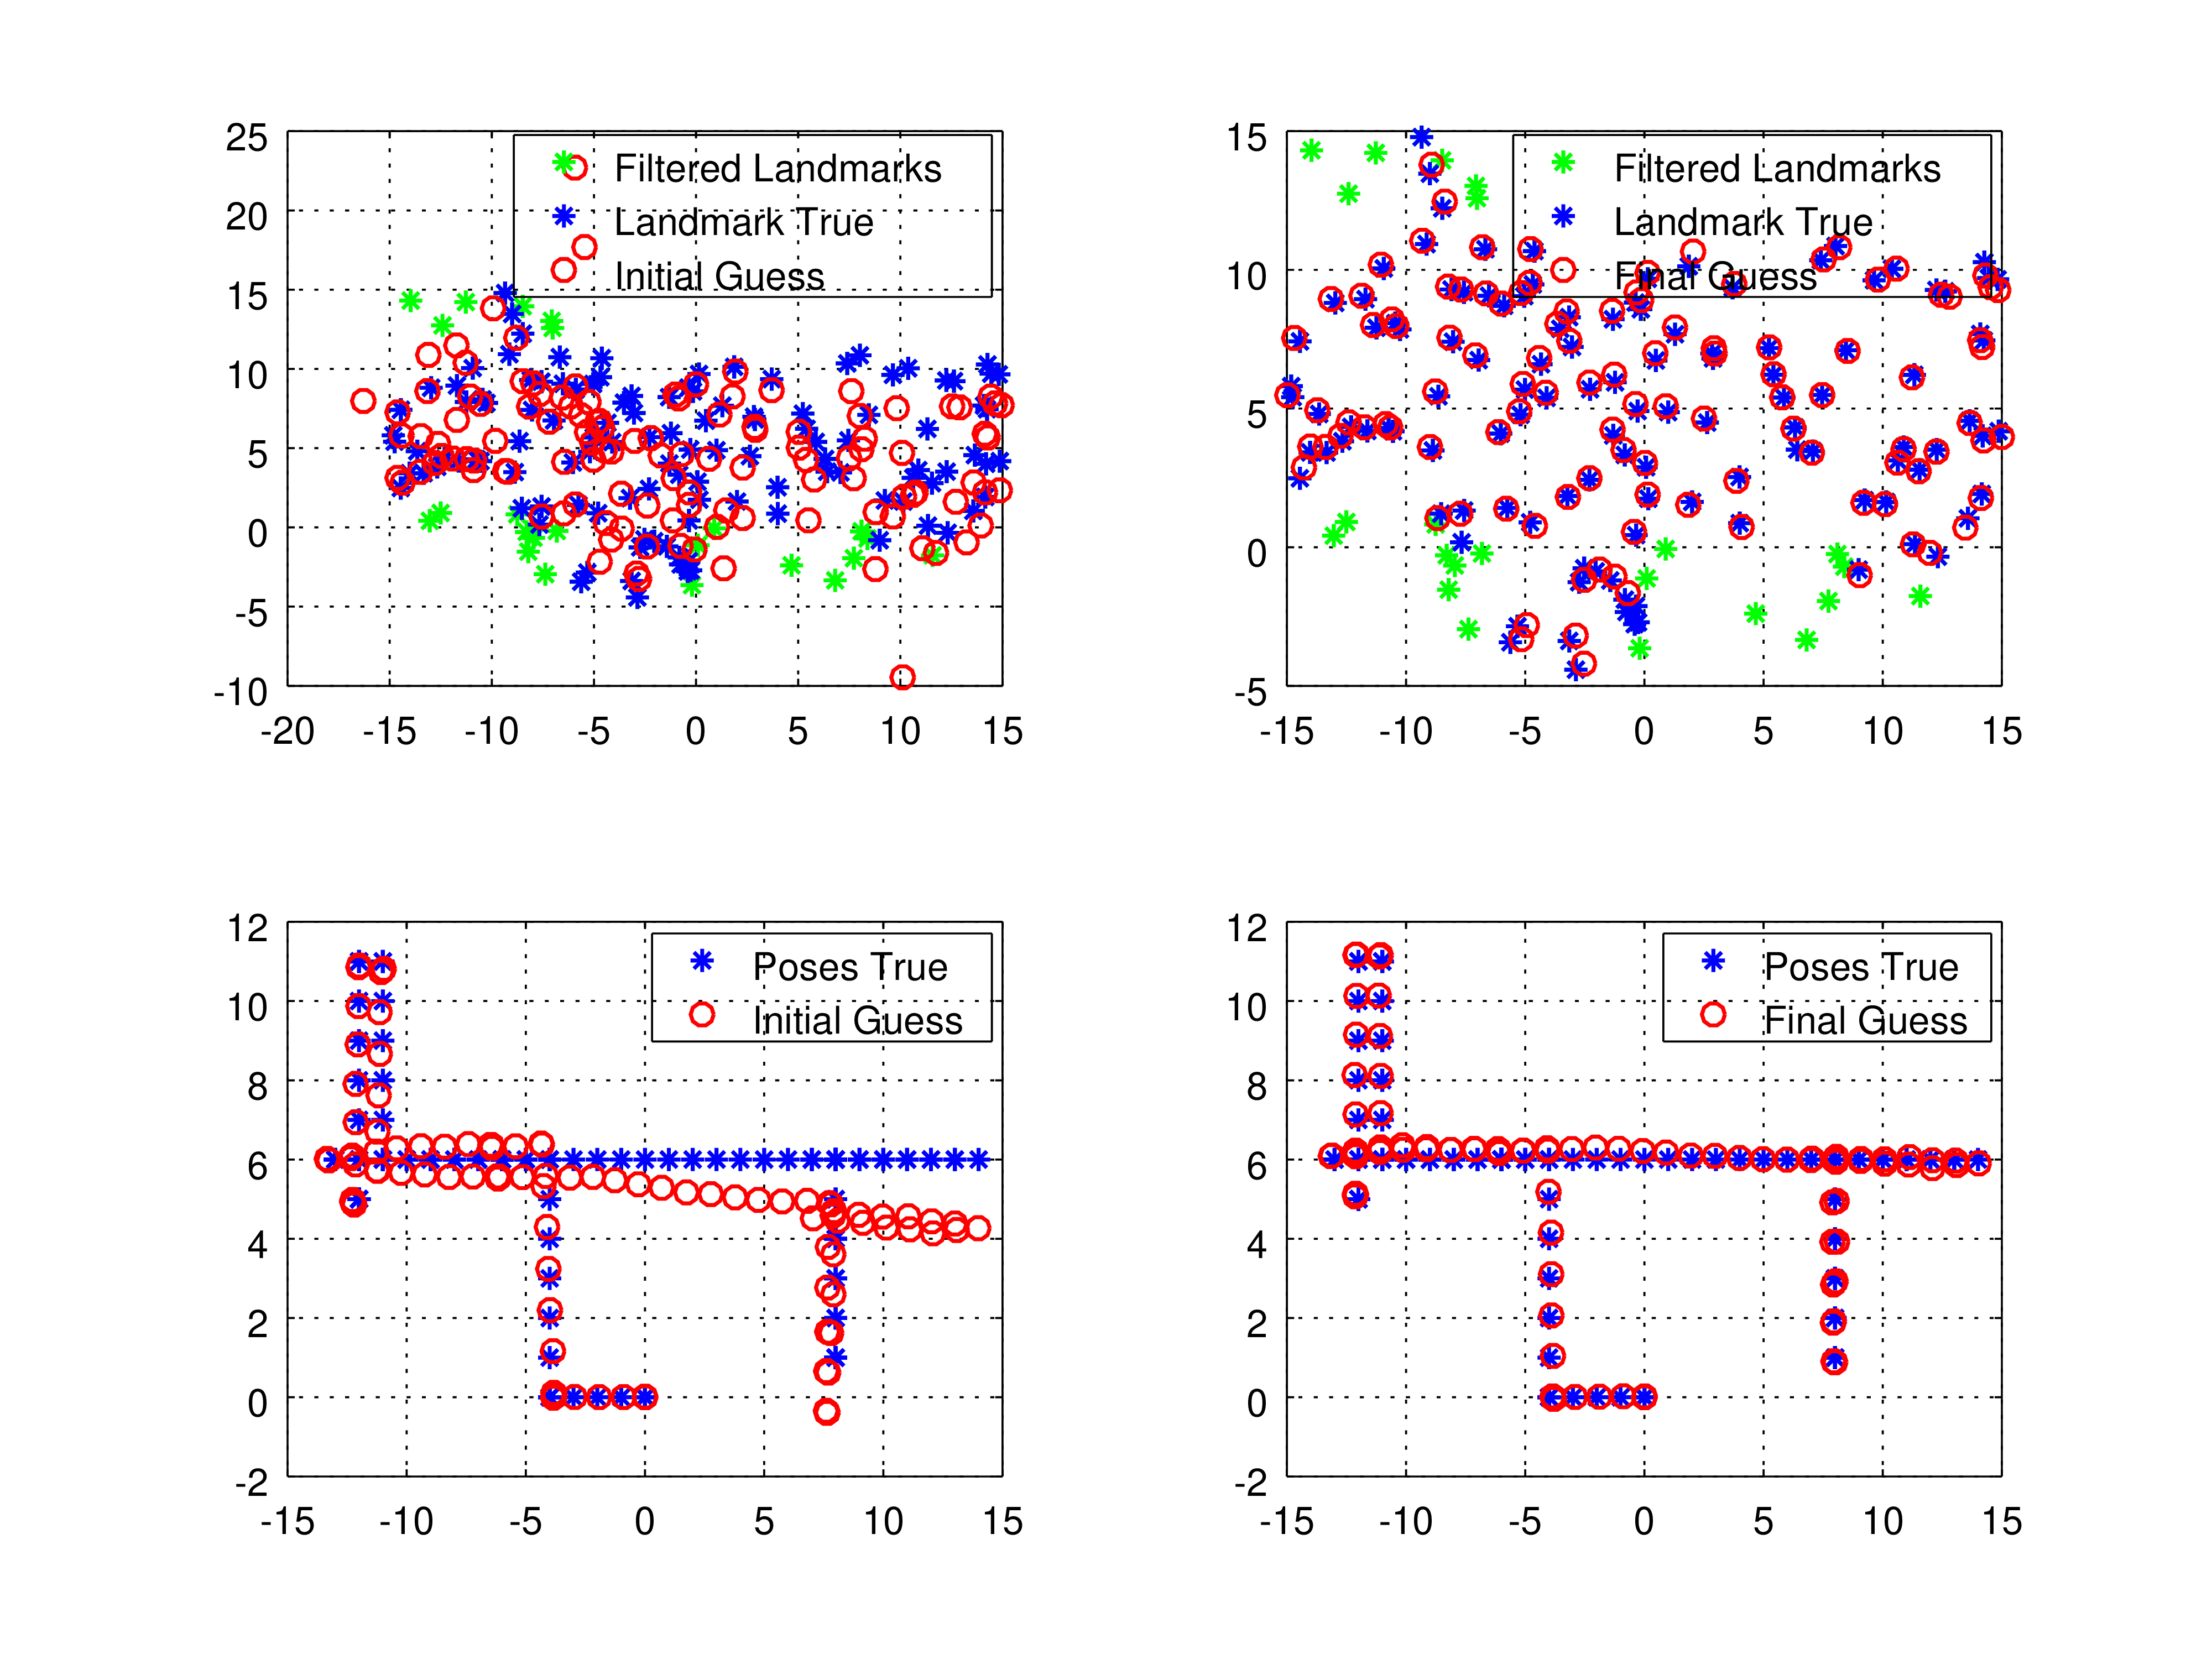 25
20
15
10
5
0
-5
-10
-20 -15 -10 -5 0 5 10 15
Filtered Landmarks
Landmark True
Initial Guess
15
10
5
0
-5
-15 -10 -5 0 5 10 15
Filtered Landmarks
Landmark True
Final Guess
12
10
8
6
4
2
0
-2
-15 -10 -5 0 5 10 15
Poses True
Initial Guess
12
10
8
6
4
2
0
-2
-15 -10 -5 0 5 10 15
Poses True
Final Guess